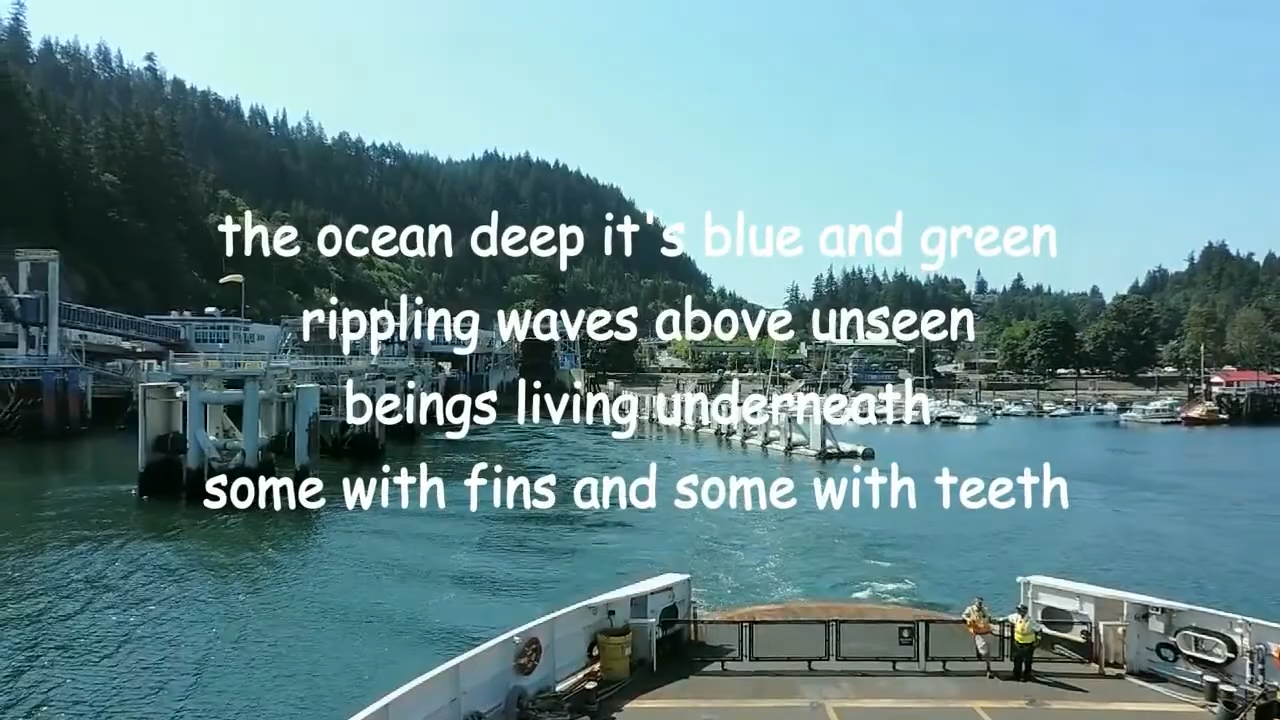 the ocean deep it's blue and green
rippling waves above unseen
beings living underneath
some with fins and some with teeth